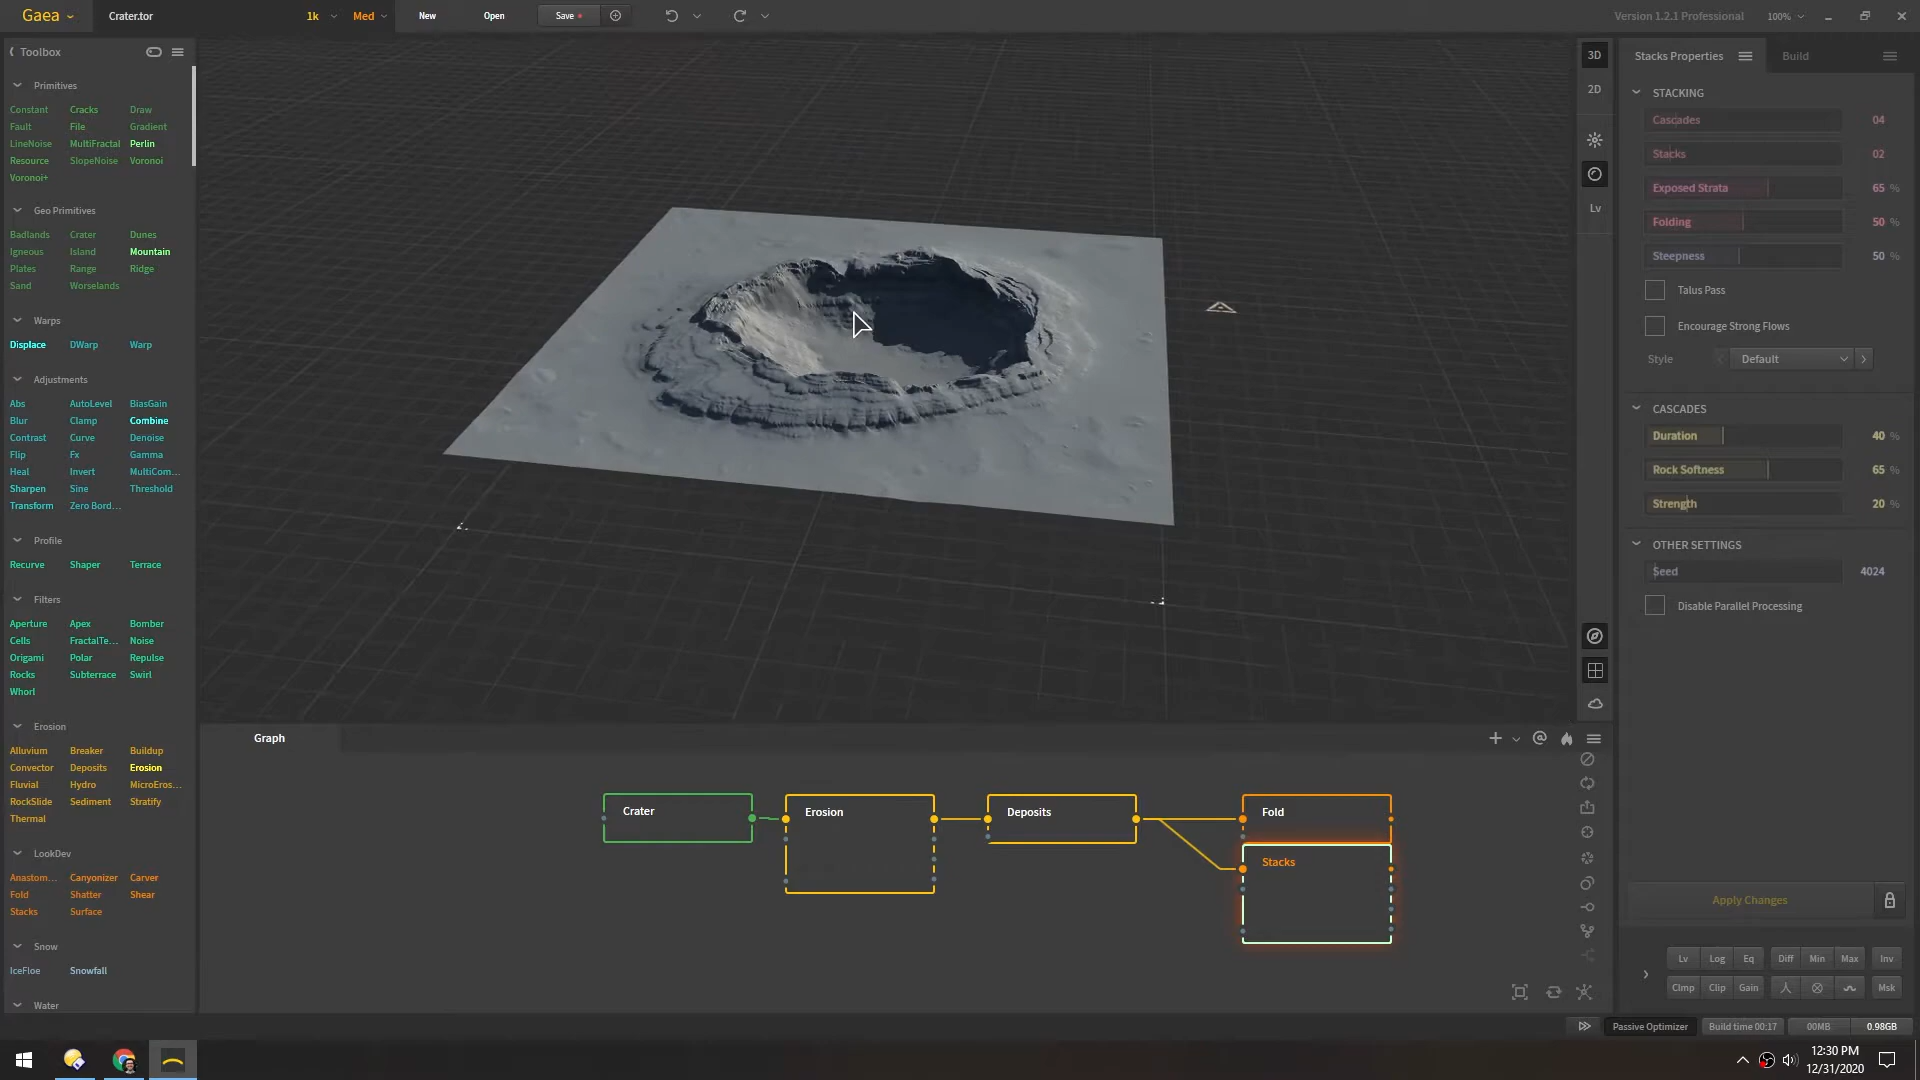 Gaea
Crater.tor
1k
Med
New
Open
Save
Version 1.2.1 Professional
100%
Toolbox
Primitives
Constant Cracks Draw
Fault File Gradient
LineNoise MultiFractal Perlin
Resource SlopeNoise Voronoi
Voronoi+
Geo Primitives
Badlands Crater Dunes
Igneous Island Mountain
Plates Range Ridge
Sand Worselands
Warps
Displace DWarp Warp
Adjustments
Abs AutoLevel BiasGain
Blur Clamp Combine
Contrast Curve Denoise
Flip Fx Gamma
Heal Invert MultiCom...
Sharpen Sine Threshold
Transform Zero Bord...
Profile
Recurve Shaper Terrace
Filters
Aperture Apex Bomber
Cells FractalTe... Noise
Origami Polar Repulse
Rocks Subterrace Swirl
Whorl
Erosion
Alluvium Breaker Buildup
Convector Deposits Erosion
Fluvial Hydro MicroEros...
RockSlide Sediment Stratify
Thermal
LookDev
Anastom... Canyonizer Carver
Fold Shatter Shear
Stacks Surface
Snow
IceFloe Snowfall
Water
3D
2D
Lv
Graph
Crater
Erosion
Deposits
Fold
Stacks
Stacks Properties
Build
STACKING
Cascades 04
Stacks 02
Exposed Strata 65 %
Folding 50 %
Steepness 50 %
Talus Pass
Encourage Strong Flows
Style Default
CASCADES
Duration 40 %
Rock Softness 65 %
Strength 20 %
OTHER SETTINGS
Seed 4024
Disable Parallel Processing
Apply Changes
Lv Log Eq Diff Min Max Inv
Clmp Clip Gain Msk
Passive Optimizer Build time 00:17 00MB 0.98GB
12:30 PM
12/31/2020